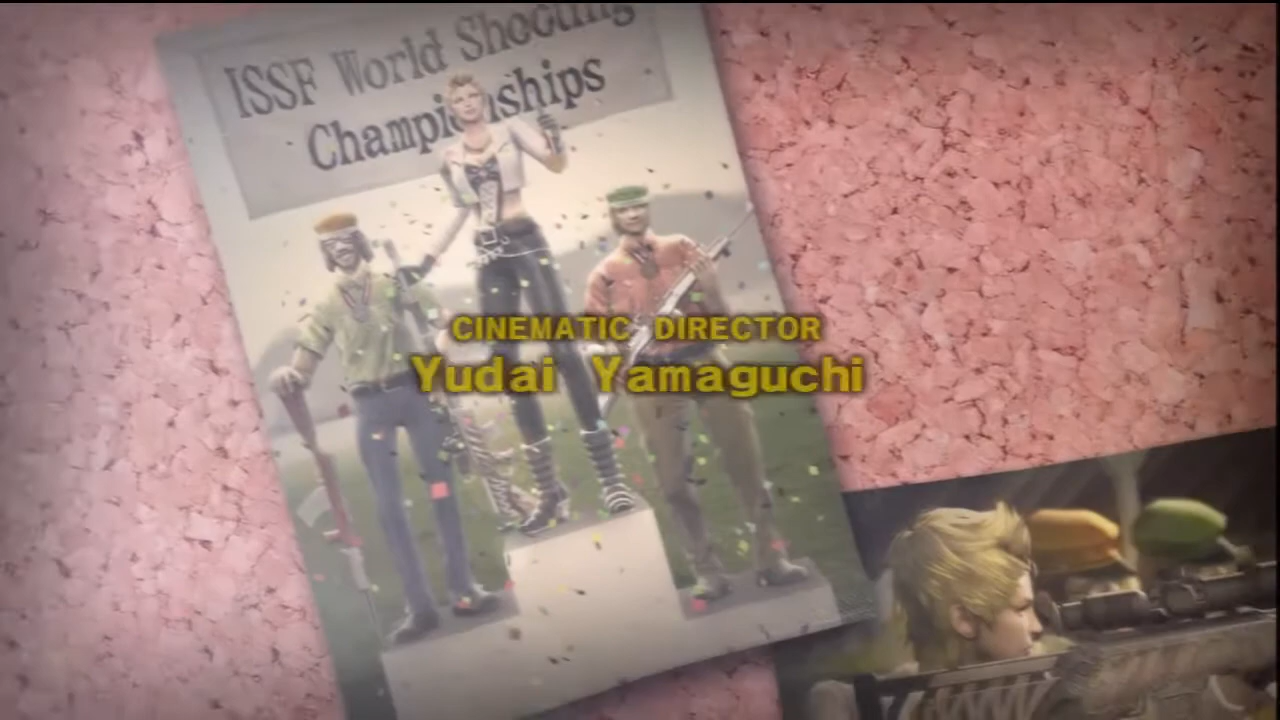 ISSF World Shooting
Championships
CINEMATIC DIRECTOR
Yudai Yamaguchi